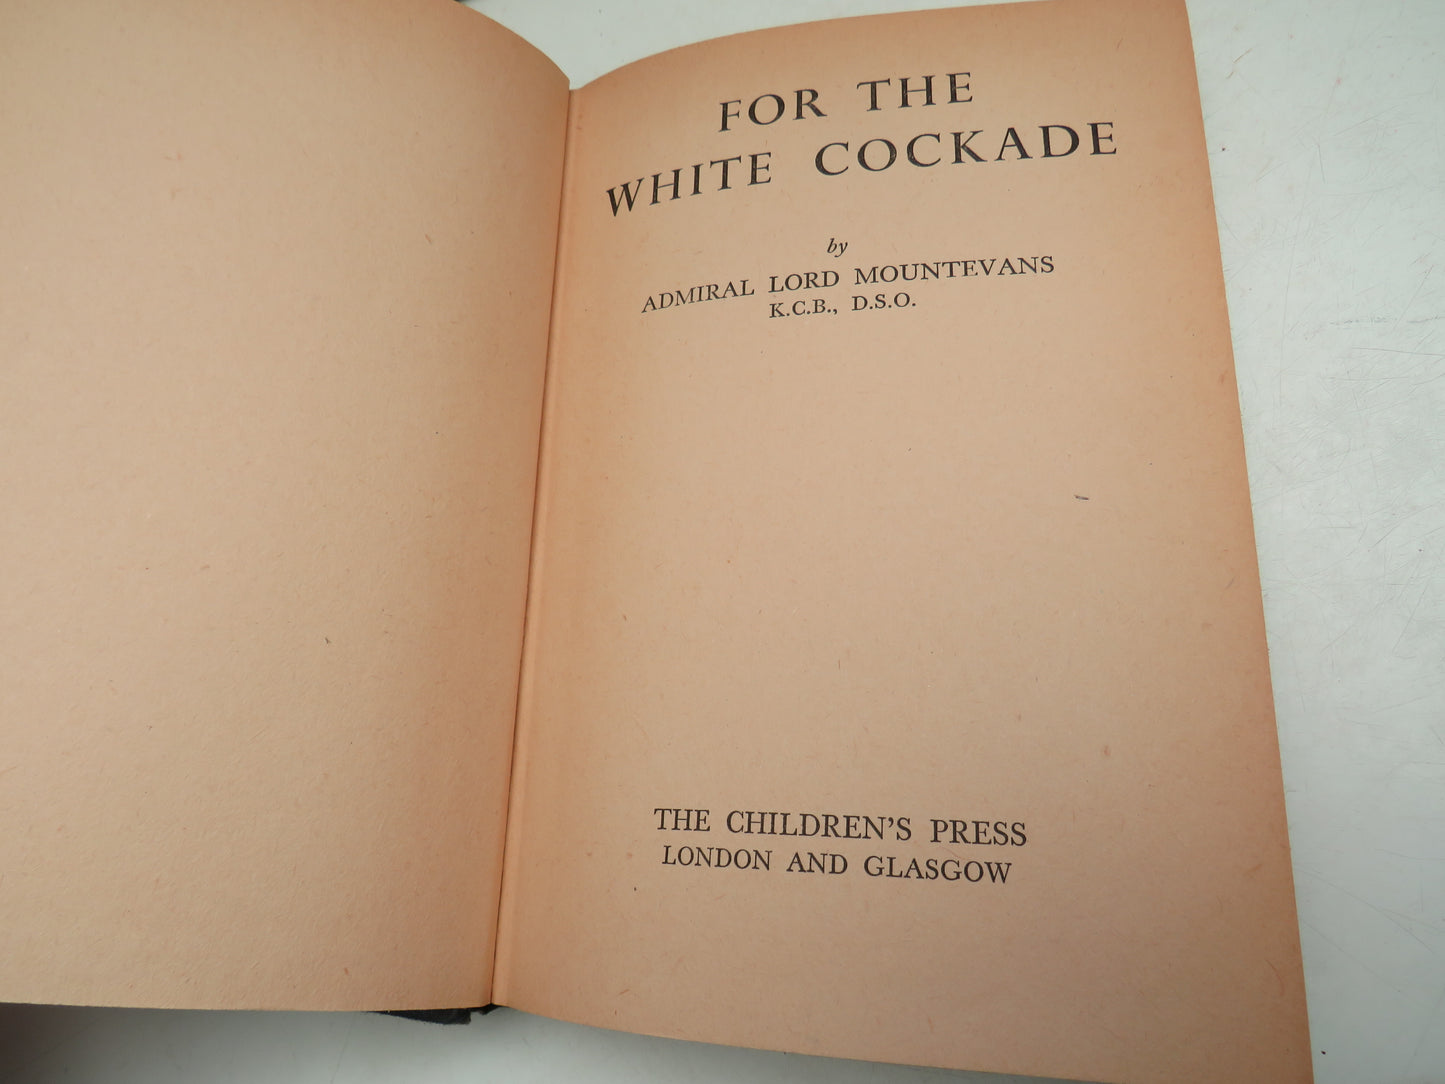 FOR THE
WHITE COCKADE
by
ADMIRAL LORD MOUNTEVANS
K.C.B., D.S.O.
THE CHILDREN'S PRESS
LONDON AND GLASGOW